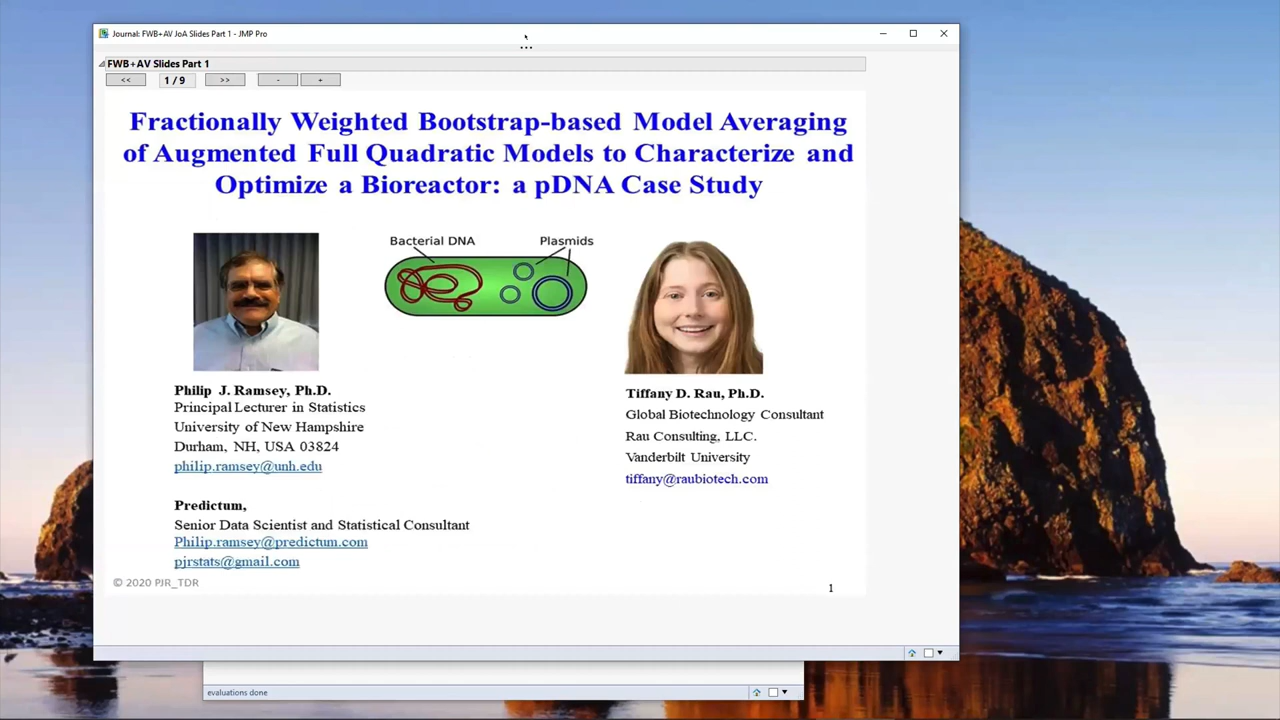 Journal: FWB+AV JoA Slides Part 1 - JMP Pro
FWB+AV Slides Part 1
<< 1 / 9 >> - +
Fractionally Weighted Bootstrap-based Model Averaging
of Augmented Full Quadratic Models to Characterize and
Optimize a Bioreactor: a pDNA Case Study
Bacterial DNA Plasmids
Philip J. Ramsey, Ph.D.
Principal Lecturer in Statistics
University of New Hampshire
Durham, NH, USA 03824
philip.ramsey@unh.edu
Predictum,
Senior Data Scientist and Statistical Consultant
Philip.ramsey@predictum.com
pjrstats@gmail.com
Tiffany D. Rau, Ph.D.
Global Biotechnology Consultant
Rau Consulting, LLC.
Vanderbilt University
tiffany@raubiotech.com
© 2020 PJR_TDR
1
evaluations done